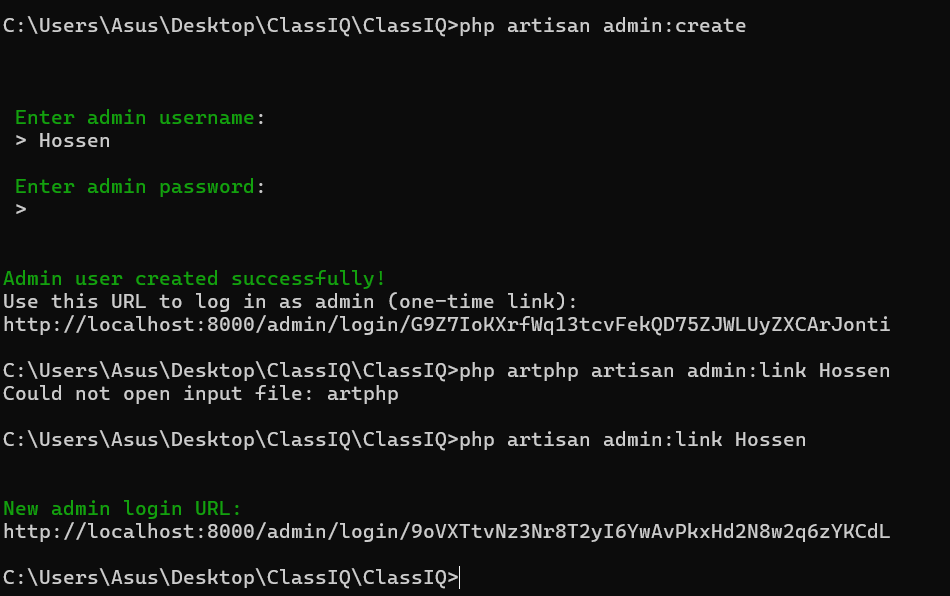 C:\Users\Asus\Desktop\ClassIQ\ClassIQ>php artisan admin:create
Enter admin username:
> Hossen
Enter admin password:
>
Admin user created successfully!
Use this URL to log in as admin (one-time link):
http://localhost:8000/admin/login/G9Z7IoKXrfWq13tcvFekQD75ZJWLUyZXCArJonti
C:\Users\Asus\Desktop\ClassIQ\ClassIQ>php artphp artisan admin:link Hossen
Could not open input file: artphp
C:\Users\Asus\Desktop\ClassIQ\ClassIQ>php artisan admin:link Hossen
New admin login URL:
http://localhost:8000/admin/login/9oVXTtvNz3Nr8T2yI6YwAvPkxHd2N8w2q6zYKCdL
C:\Users\Asus\Desktop\ClassIQ\ClassIQ>